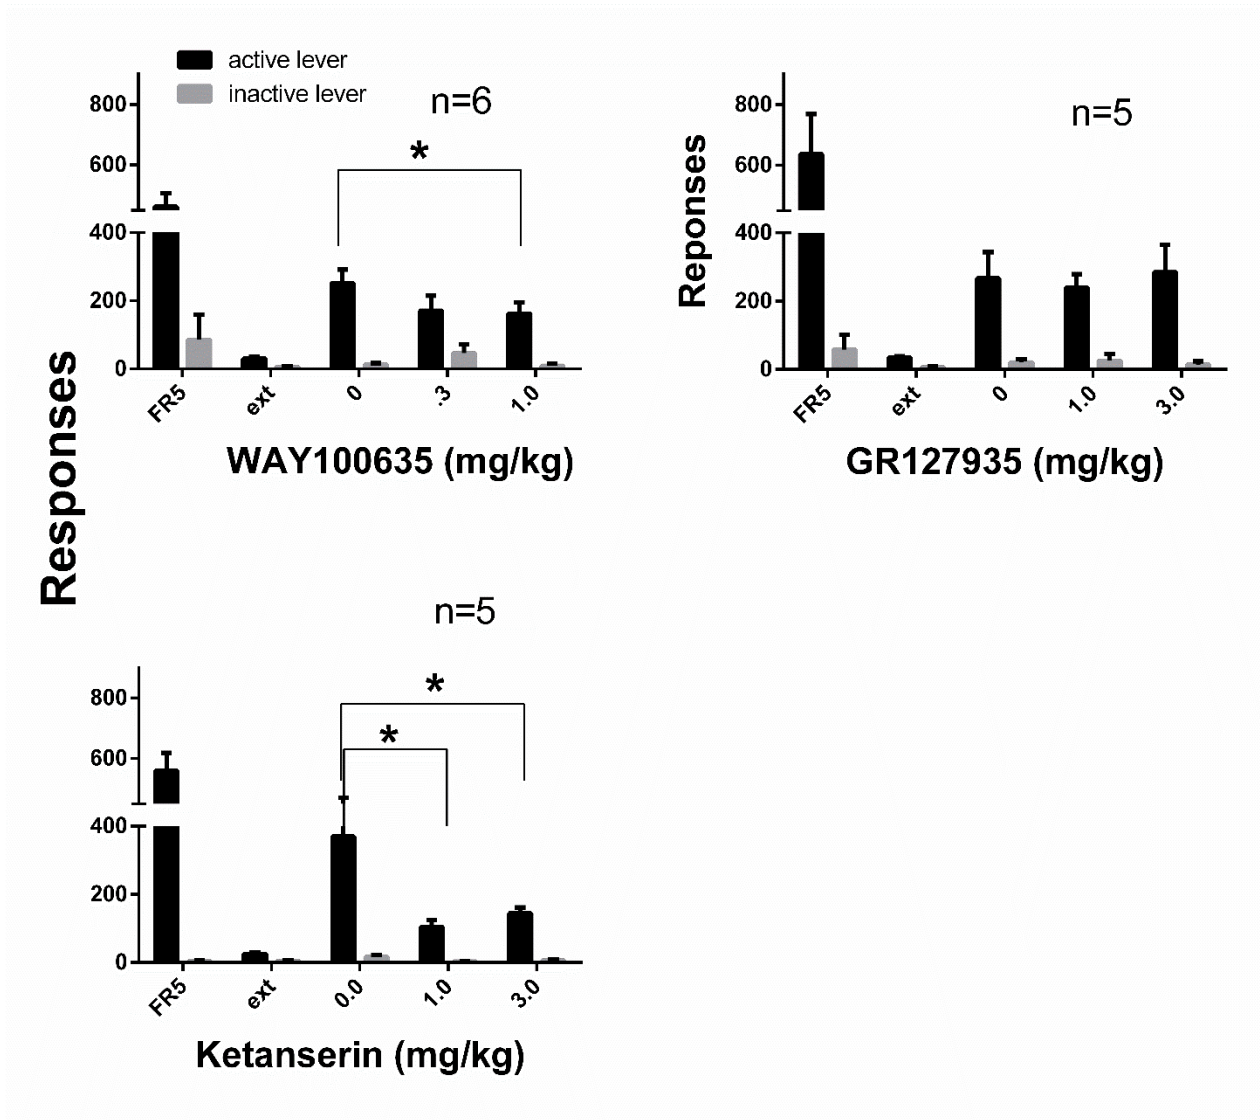 active lever
inactive lever
n=6
*
800
600
400
200
0
FR5
ext
0
.3
1.0
WAY100635 (mg/kg)
Responses
n=5
Reponses
800
600
400
200
0
FR5
ext
0
1.0
3.0
GR127935 (mg/kg)
n=5
*
*
800
600
400
200
0
FR5
ext
0.0
1.0
3.0
Ketanserin (mg/kg)